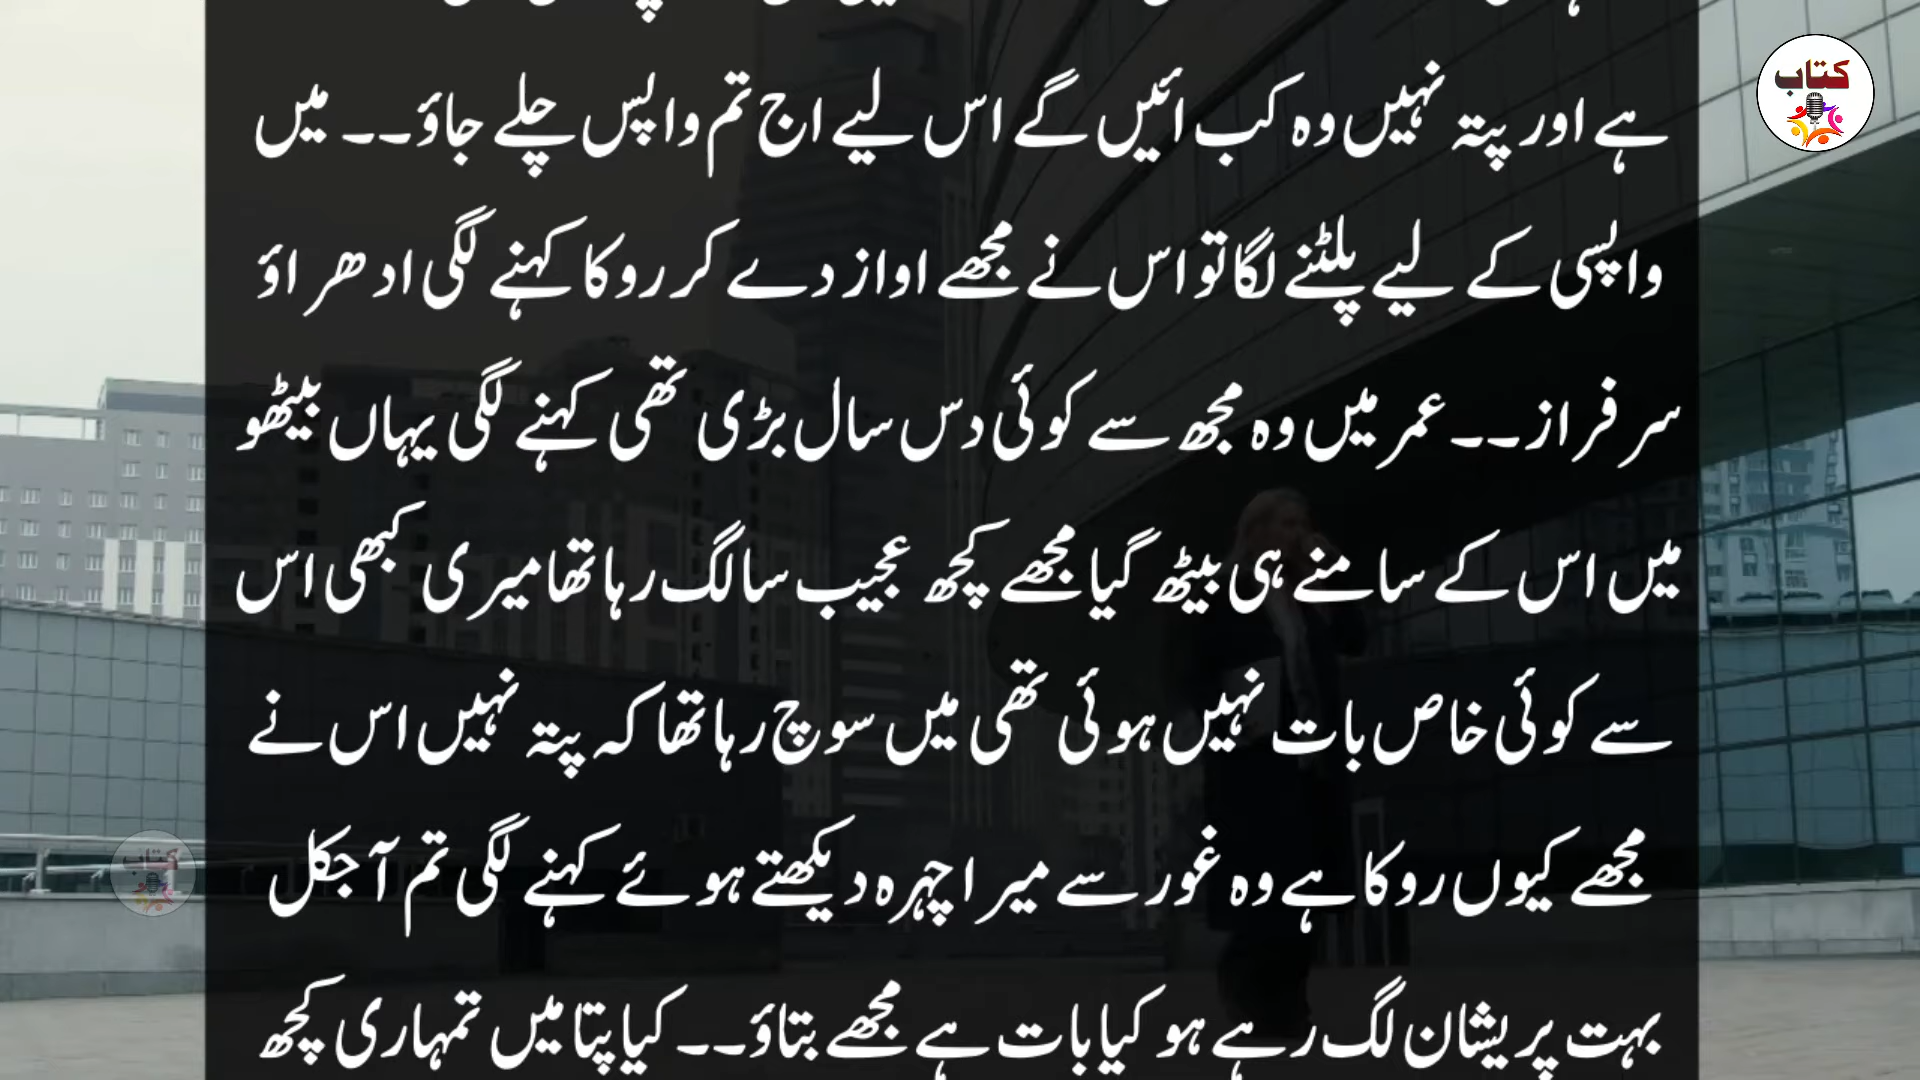 ہے اور پتہ نہیں وہ کب ائیں گے اس لیے اج تم واپس چلے جاؤ۔۔ میں
واپسی کے لیے پلٹنے لگا تو اس نے مجھے اواز دے کر روکا کہنے لگی ادھر اؤ
سرفراز۔۔ عمر میں وہ مجھ سے کوئی دس سال بڑی تھی کہنے لگی یہاں بیٹھو
میں اس کے سامنے ہی بیٹھ گیا مجھے کچھ عجیب سا لگ رہا تھا میری کبھی اس
سے کوئی خاص بات نہیں ہوئی تھی میں سوچ رہا تھا کہ پتہ نہیں اس نے
مجھے کیوں روکا ہے وہ غور سے میرا چہرہ دیکھتے ہوئے کہنے لگی تم آجکل
بہت پریشان لگ رہے ہو کیا بات ہے مجھے بتاؤ۔۔ کیا پتا میں تمہاری کچھ
کتاب
کتاب